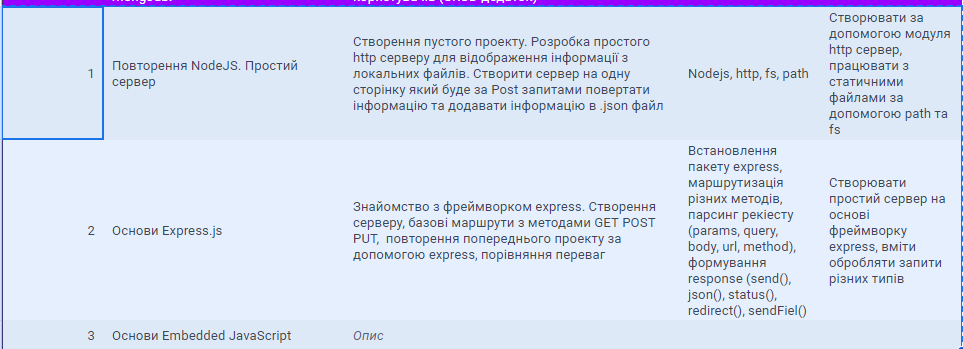 1
Повторення NodeJS. Простий
сервер
Створення пустого проекту. Розробка простого
http серверу для відображення інформації з
локальних файлів. Створити сервер на одну
сторінку який буде за Post запитами повертати
інформацію та додавати інформацію в .json файл
Nodejs, http, fs, path
Створювати за
допомогою модуля
http сервер,
працювати з
статичними
файлами за
допомогою path та
fs
2
Основи Express.js
Знайомство з фреймворком express. Створення
серверу, базові маршрути з методами GET POST
PUT, повторення попереднього проекту за
допомогою express, порівняння переваг
Встановлення
пакету express,
маршрутизація
різних методів,
парсинг рекіесту
(params, query,
body, url, method),
формування
response (send(),
json(), status(),
redirect(), sendFiel()
Створювати
простий сервер на
основі
фреймворку
express, вміти
обробляти запити
різних типів
3
Основи Embedded JavaScript
Опис